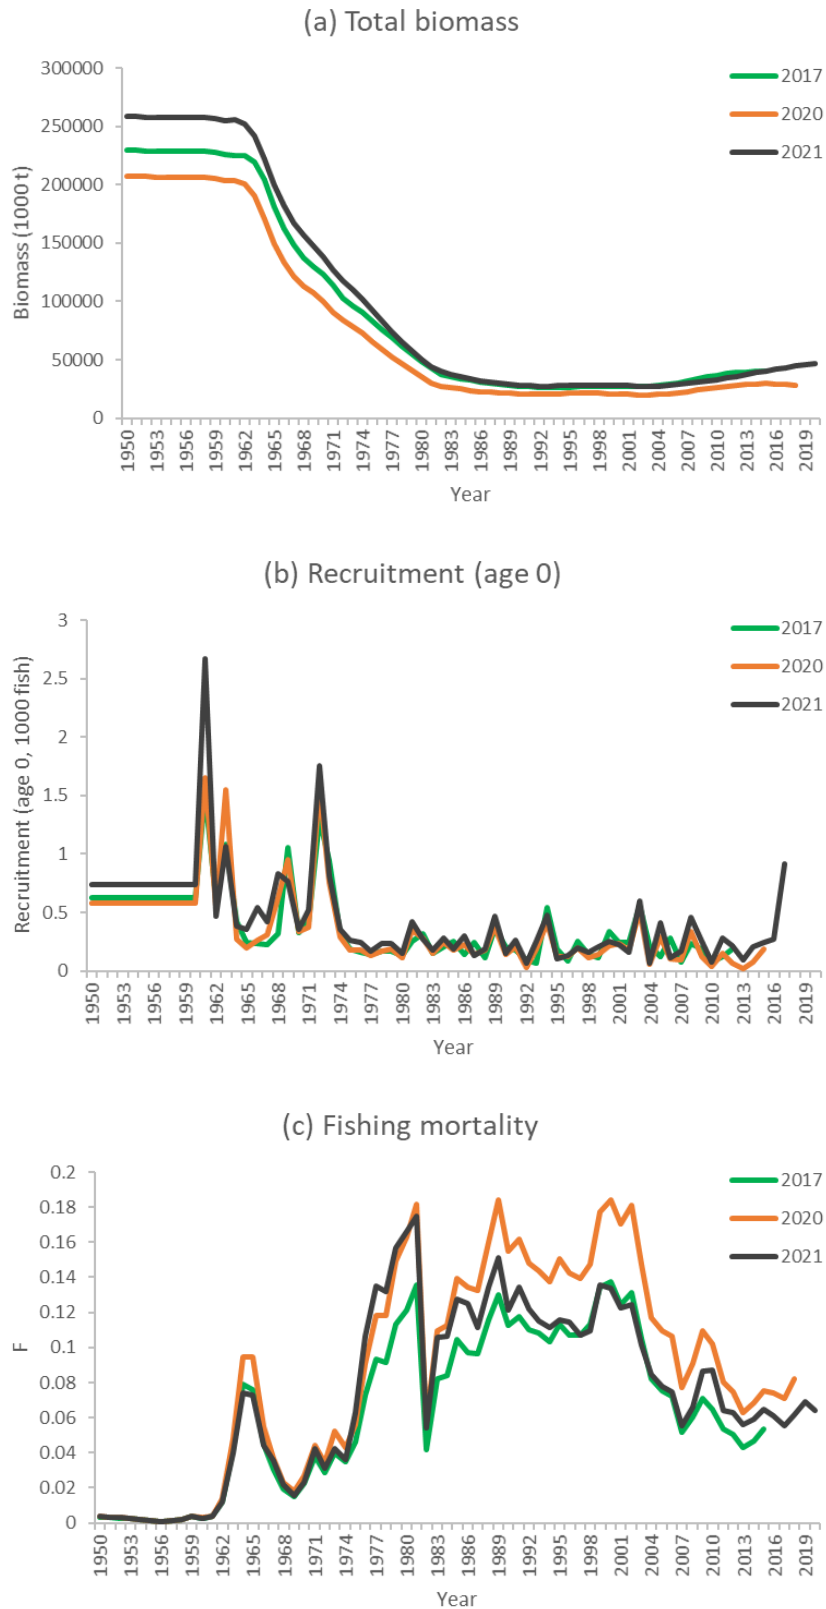 (a) Total biomass
300000
250000
200000
150000
100000
50000
0
Biomass (1000 t)
2017
2020
2021
1950 1953 1956 1959 1962 1965 1968 1971 1974 1977 1980 1983 1986 1989 1992 1995 1998 2001 2004 2007 2010 2013 2016 2019
Year
(b) Recruitment (age 0)
3
2.5
2
1.5
1
0.5
0
Recruitment (age 0, 1000 fish)
2017
2020
2021
1950 1953 1956 1959 1962 1965 1968 1971 1974 1977 1980 1983 1986 1989 1992 1995 1998 2001 2004 2007 2010 2013 2016 2019
Year
(c) Fishing mortality
0.2
0.18
0.16
0.14
0.12
0.1
0.08
0.06
0.04
0.02
0
F
2017
2020
2021
1950 1953 1956 1959 1962 1965 1968 1971 1974 1977 1980 1983 1986 1989 1992 1995 1998 2001 2004 2007 2010 2013 2016 2019
Year